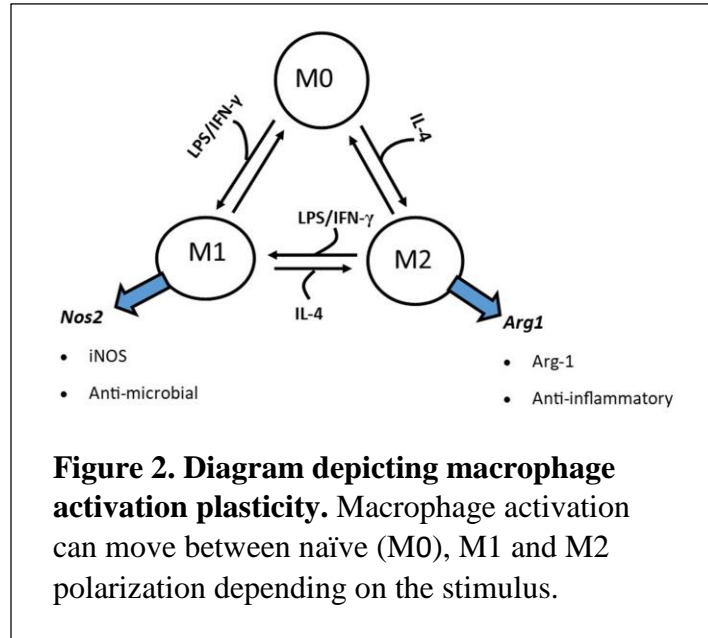 M0
LPS/IFN-γ
IL-4
M1
LPS/IFN-γ
IL-4
M2
Nos2
• iNOS
• Anti-microbial
Arg1
• Arg-1
• Anti-inflammatory
Figure 2. Diagram depicting macrophage
activation plasticity. Macrophage activation
can move between naïve (M0), M1 and M2
polarization depending on the stimulus.